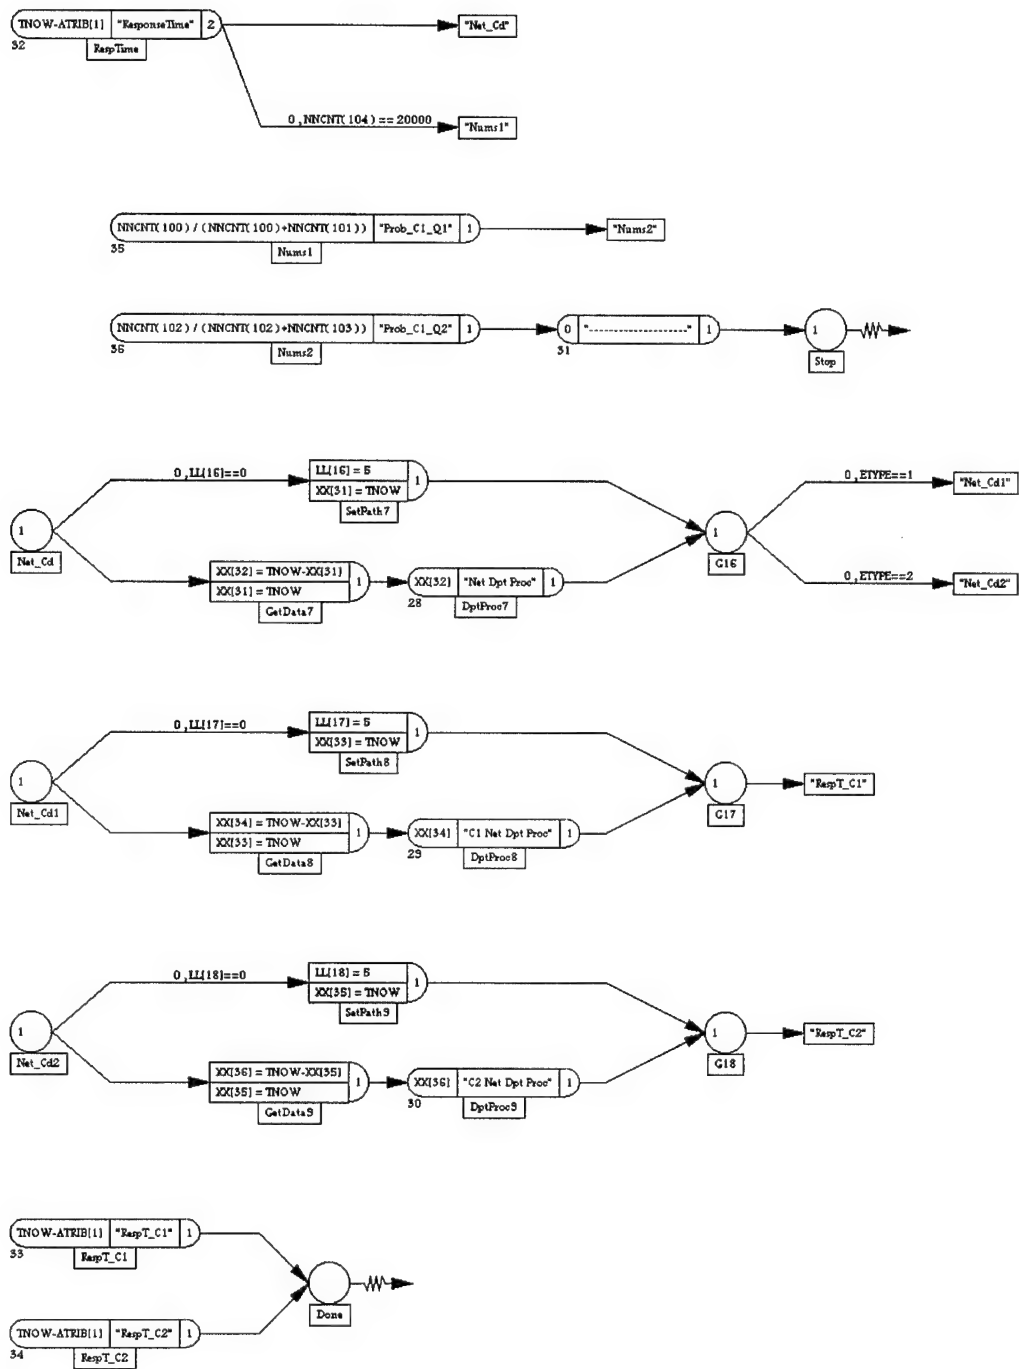 TNOW-ATRIB[1] "ResponseTime" 2
32
RespTime
"Net_Cd"
0,NNCNT(104) == 20000
"Nums1"
NNCNT(100)/(NNCNT(100)+NNCNT(101)) "Prob_C1_Q1" 1
35
Nums1
"Nums2"
NNCNT(102)/(NNCNT(102)+NNCNT(103)) "Prob_C1_Q2" 1
36
Nums2
0 "--------------------" 1
31
1
Stop
1
Net_Cd
0,LL[16]==0
LL[16] = 5
XX[31] = TNOW
1
SetPath7
XX[32] = TNOW-XX[31]
XX[31] = TNOW
1
GetData7
XX[32] "Net Dpt Proc" 1
28
DptProc7
1
G16
0,ETYPE==1
"Net_Cd1"
0,ETYPE==2
"Net_Cd2"
1
Net_Cd1
0,LL[17]==0
LL[17] = 5
XX[33] = TNOW
1
SetPath8
XX[34] = TNOW-XX[33]
XX[33] = TNOW
1
GetData8
XX[34] "C1 Net Dpt Proc" 1
29
DptProc8
1
G17
"RespT_C1"
1
Net_Cd2
0,LL[18]==0
LL[18] = 5
XX[35] = TNOW
1
SetPath9
XX[36] = TNOW-XX[35]
XX[35] = TNOW
1
GetData9
XX[36] "C2 Net Dpt Proc" 1
30
DptProc9
1
G18
"RespT_C2"
TNOW-ATRIB[1] "RespT_C1" 1
33
RespT_C1
Done
TNOW-ATRIB[1] "RespT_C2" 1
34
RespT_C2